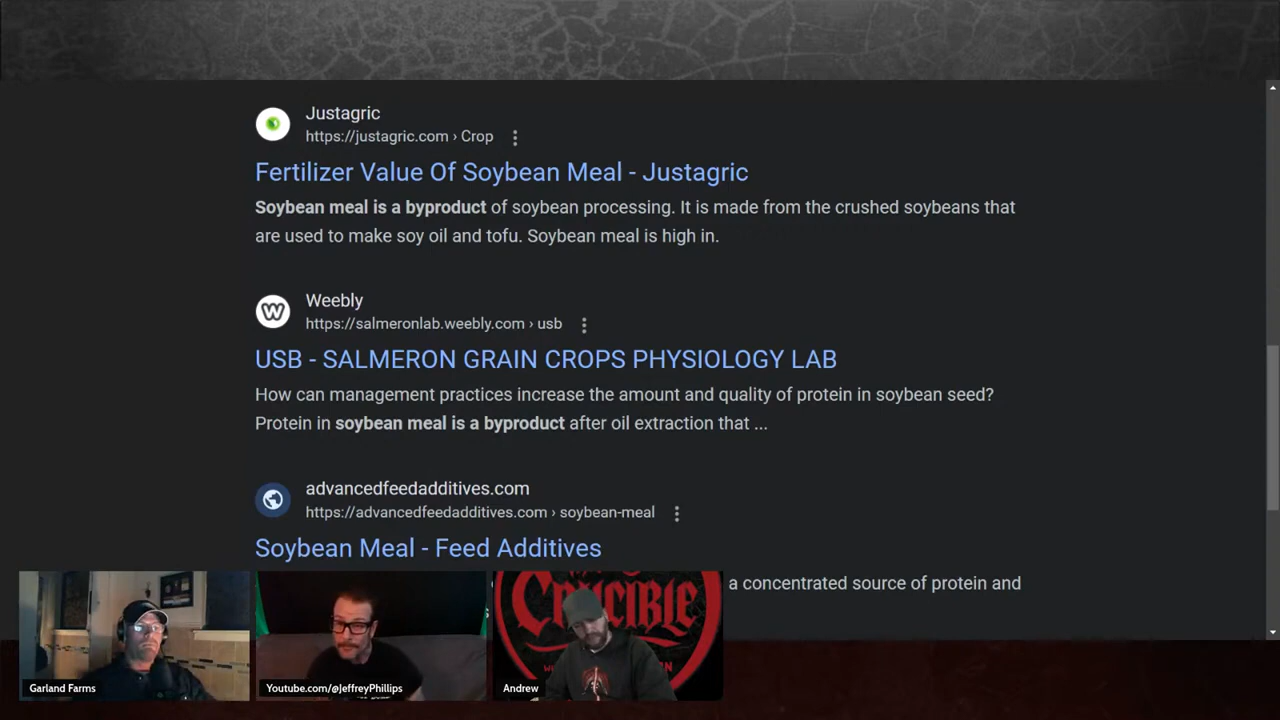 Justagric
https://justagric.com › Crop
Fertilizer Value Of Soybean Meal - Justagric
Soybean meal is a byproduct of soybean processing. It is made from the crushed soybeans that
are used to make soy oil and tofu. Soybean meal is high in.
Weebly
https://salmeronlab.weebly.com › usb
USB - SALMERON GRAIN CROPS PHYSIOLOGY LAB
How can management practices increase the amount and quality of protein in soybean seed?
Protein in soybean meal is a byproduct after oil extraction that ...
advancedfeedadditives.com
https://advancedfeedadditives.com › soybean-meal
Soybean Meal - Feed Additives
a concentrated source of protein and
CRUCIBLE
Garland Farms
Youtube.com/@JeffreyPhillips
Andrew